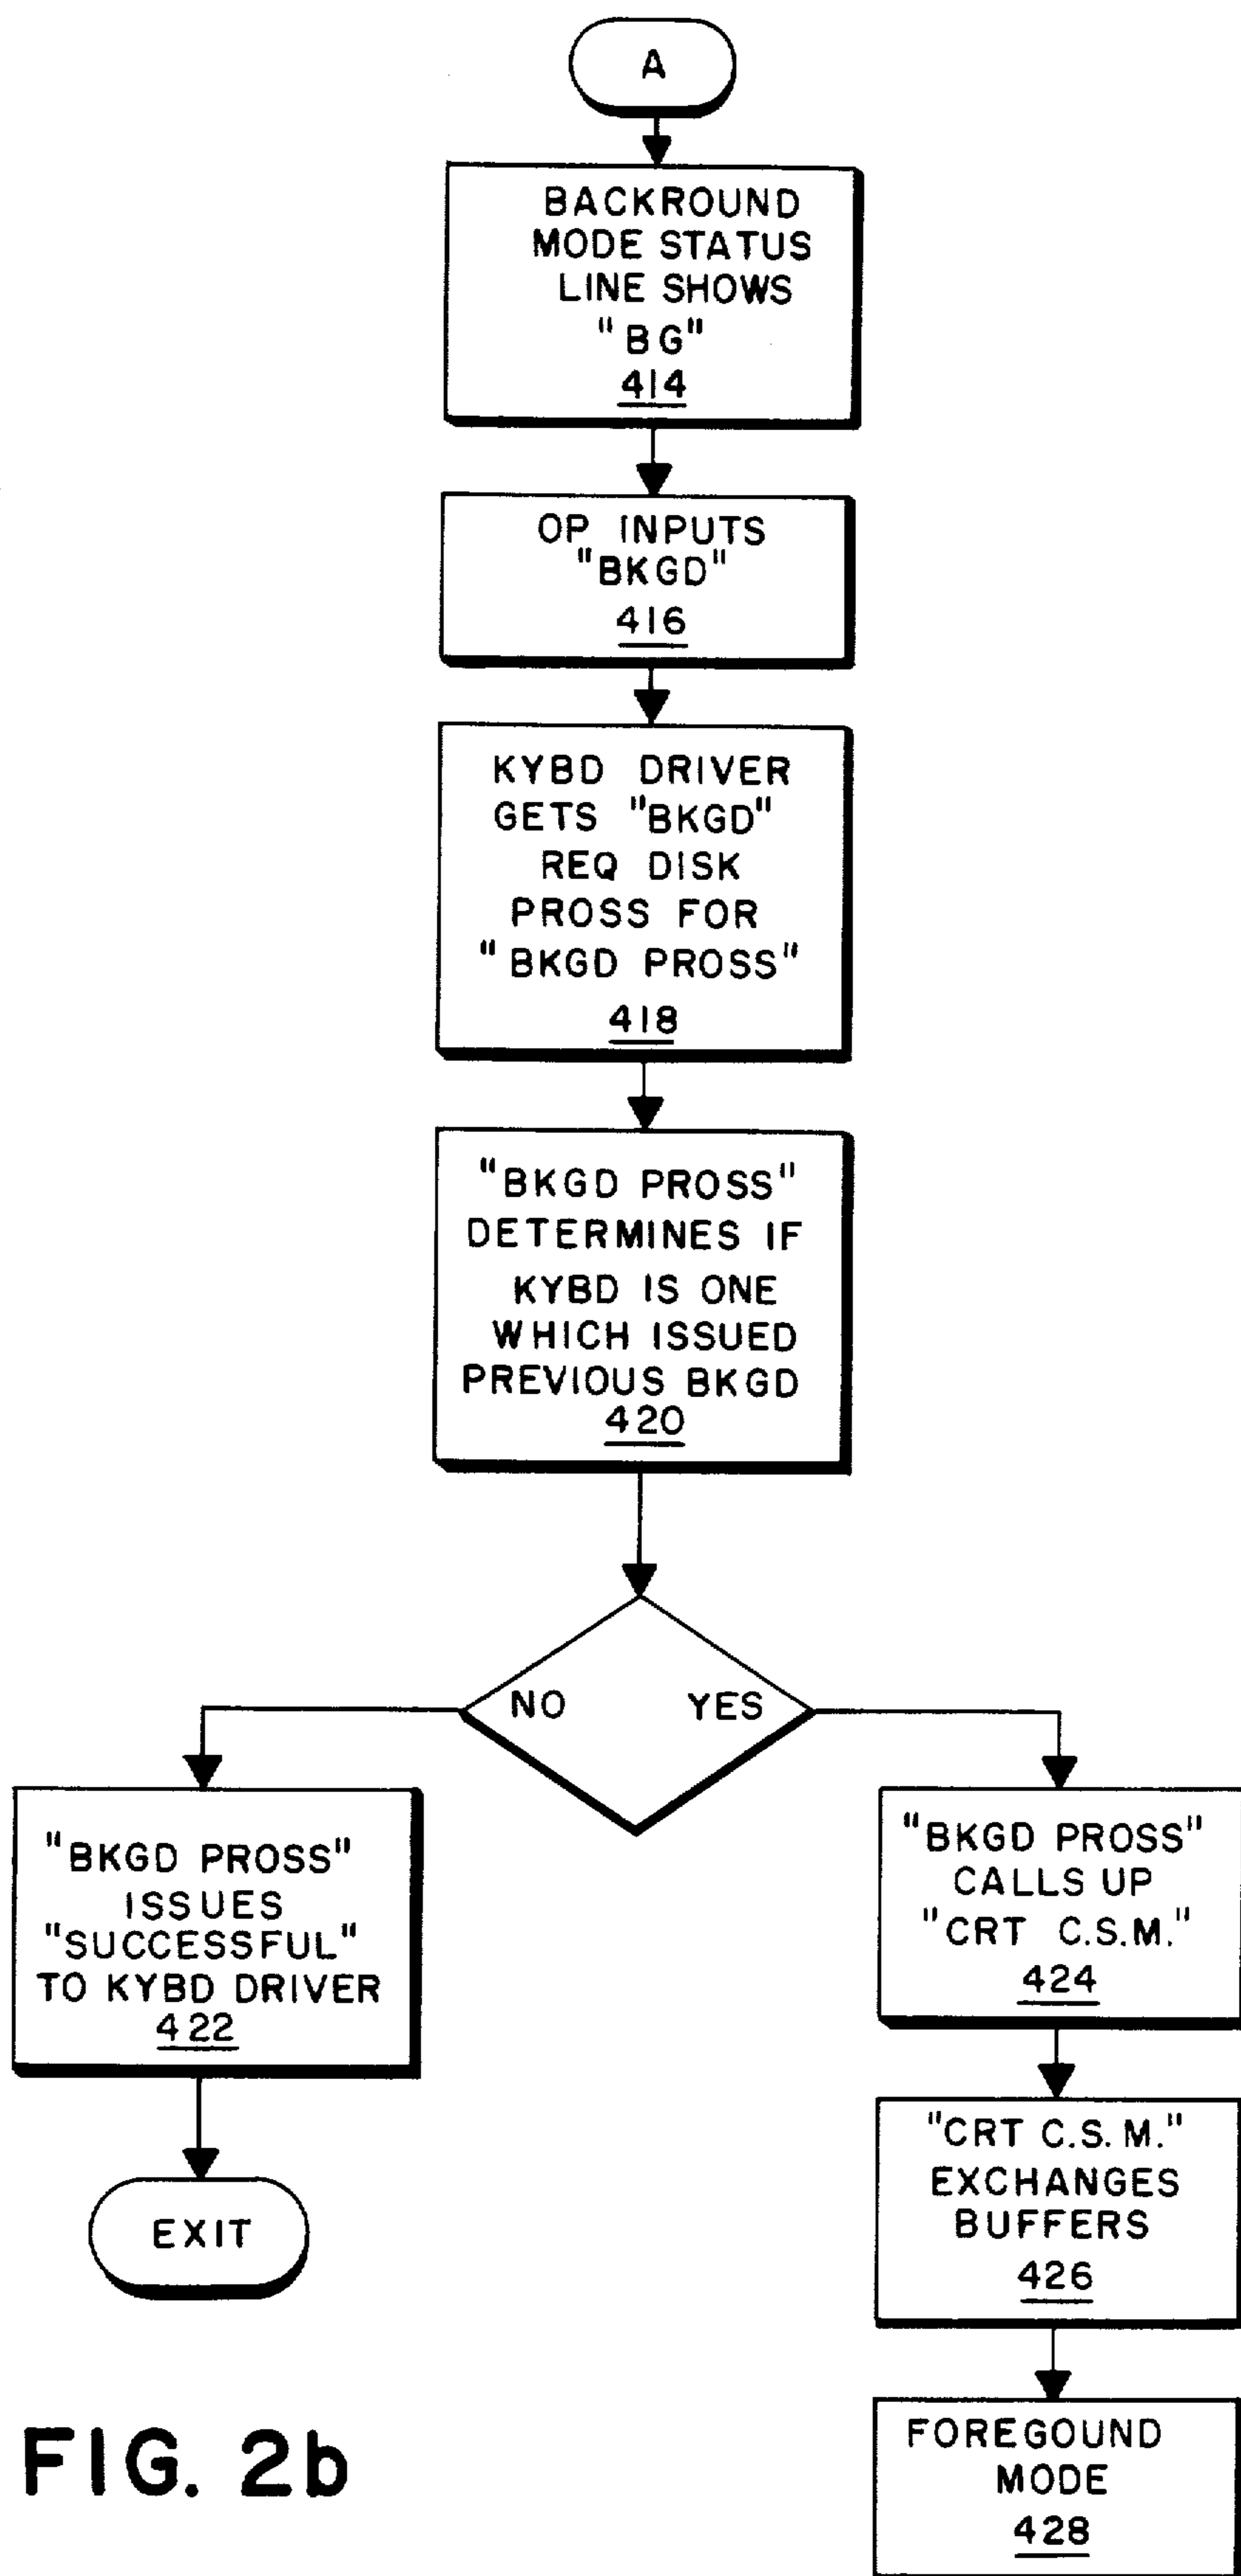 A
BACKROUND
MODE STATUS
LINE SHOWS
"BG"
414
OP INPUTS
"BKGD"
416
KYBD DRIVER
GETS "BKGD"
REQ DISK
PROSS FOR
"BKGD PROSS"
418
"BKGD PROSS"
DETERMINES IF
KYBD IS ONE
WHICH ISSUED
PREVIOUS BKGD
420
NO YES
"BKGD PROSS"
ISSUES
"SUCCESSFUL"
TO KYBD DRIVER
422
EXIT
"BKGD PROSS"
CALLS UP
"CRT C.S.M."
424
"CRT C.S.M."
EXCHANGES
BUFFERS
426
FOREGOUND
MODE
428
FIG. 2b